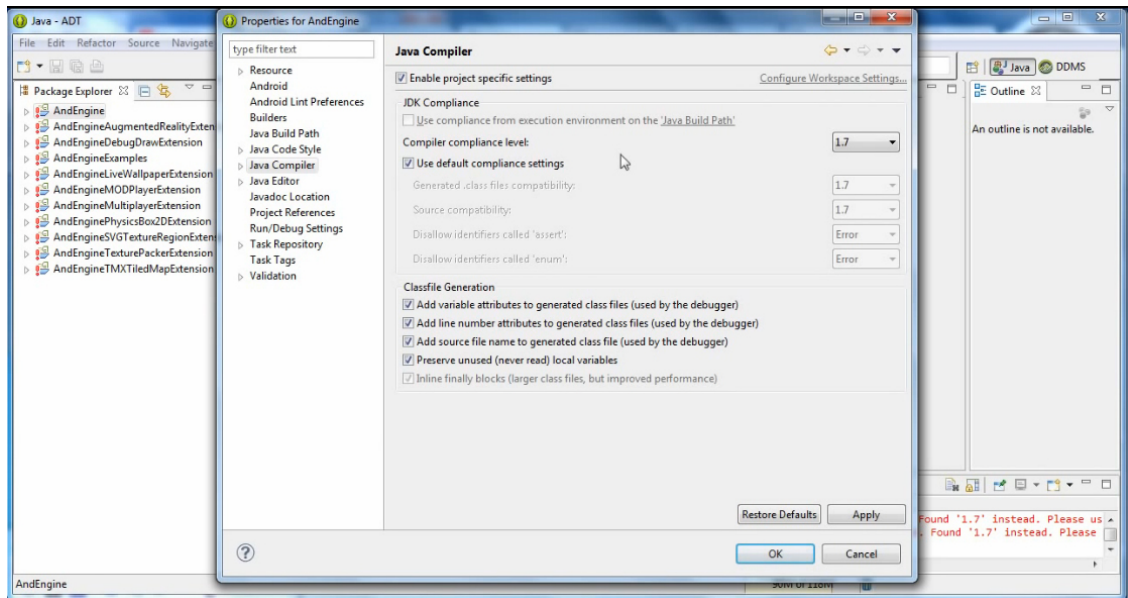 Java - ADT
File Edit Refactor Source Navigate
Package Explorer
AndEngine
AndEngineAugmentedRealityExten
AndEngineDebugDrawExtension
AndEngineExamples
AndEngineLiveWallpaperExtension
AndEngineMODPlayerExtension
AndEngineMultiplayerExtension
AndEnginePhysicsBox2DExtension
AndEngineSVGTextureRegionExten
AndEngineTexturePackerExtension
AndEngineTMXTiledMapExtension
AndEngine
Properties for AndEngine
type filter text
Resource
Android
Android Lint Preferences
Builders
Java Build Path
Java Code Style
Java Compiler
Java Editor
Javadoc Location
Project References
Run/Debug Settings
Task Repository
Task Tags
Validation
Java Compiler
Enable project specific settings Configure Workspace Settings...
JDK Compliance
Use compliance from execution environment on the 'Java Build Path'
Compiler compliance level: 1.7
Use default compliance settings
Generated .class files compatibility: 1.7
Source compatibility: 1.7
Disallow identifiers called 'assert': Error
Disallow identifiers called 'enum': Error
Classfile Generation
Add variable attributes to generated class files (used by the debugger)
Add line number attributes to generated class files (used by the debugger)
Add source file name to generated class file (used by the debugger)
Preserve unused (never read) local variables
Inline finally blocks (larger class files, but improved performance)
Restore Defaults Apply
OK Cancel
Java DDMS
Outline
An outline is not available.
Found '1.7' instead. Please us
. Found '1.7' instead. Please
90M of 118M